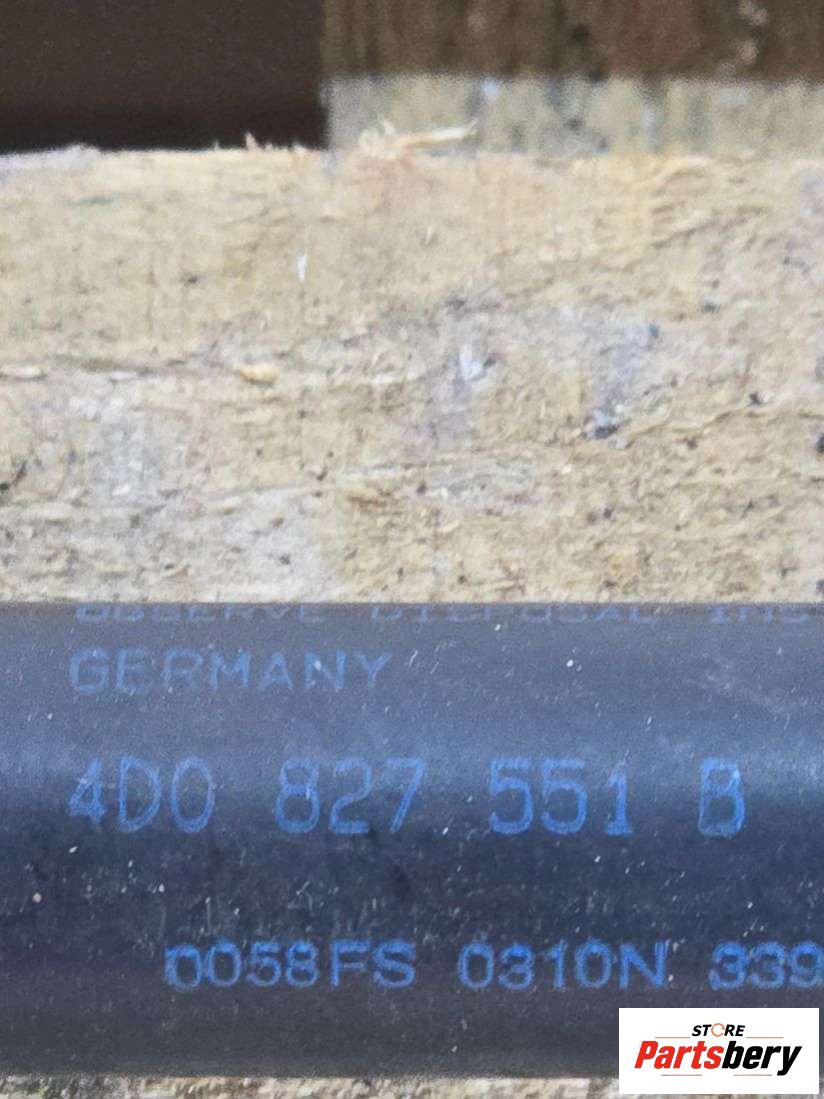 GERMANY
4D0 827 551 B
0058FS 0310N 339
STORE
Partsbery